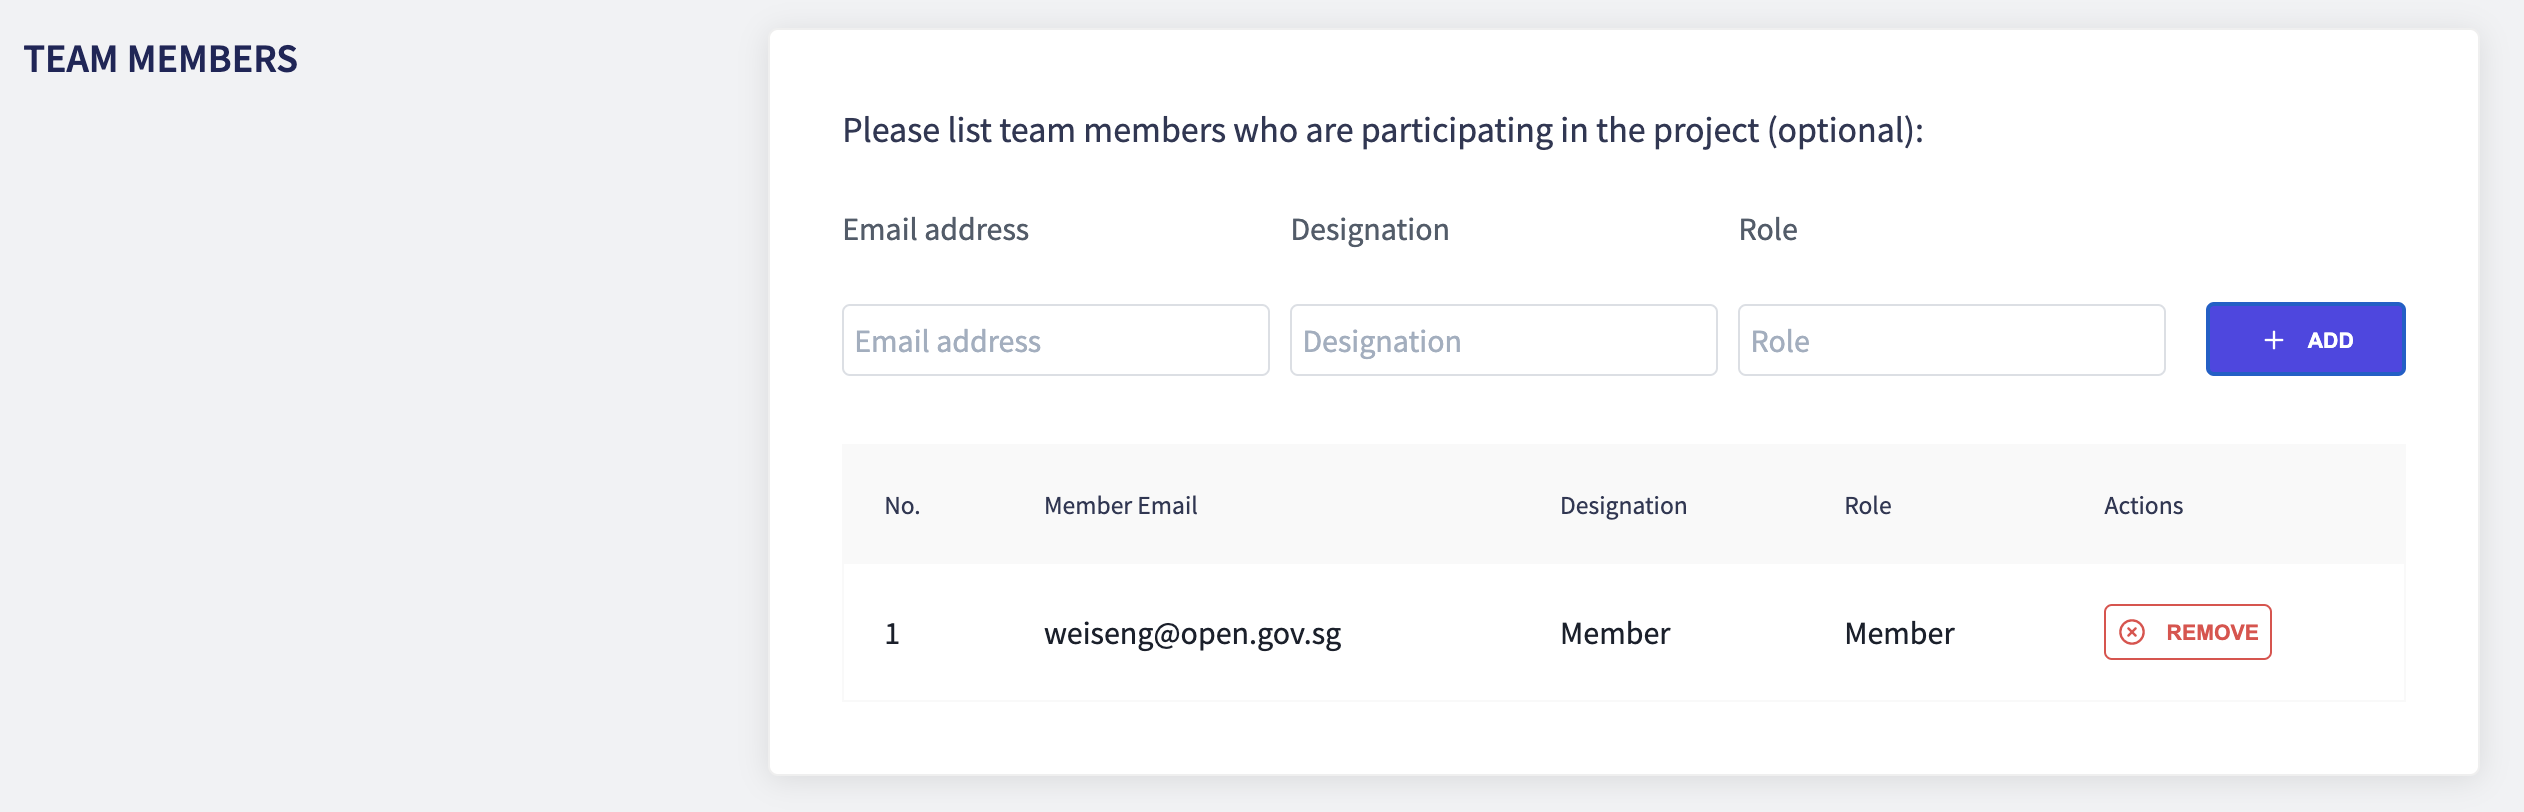 TEAM MEMBERS
Please list team members who are participating in the project (optional):
Email address Designation Role
Email address Designation Role + ADD
No. Member Email Designation Role Actions
1 weiseng@open.gov.sg Member Member REMOVE